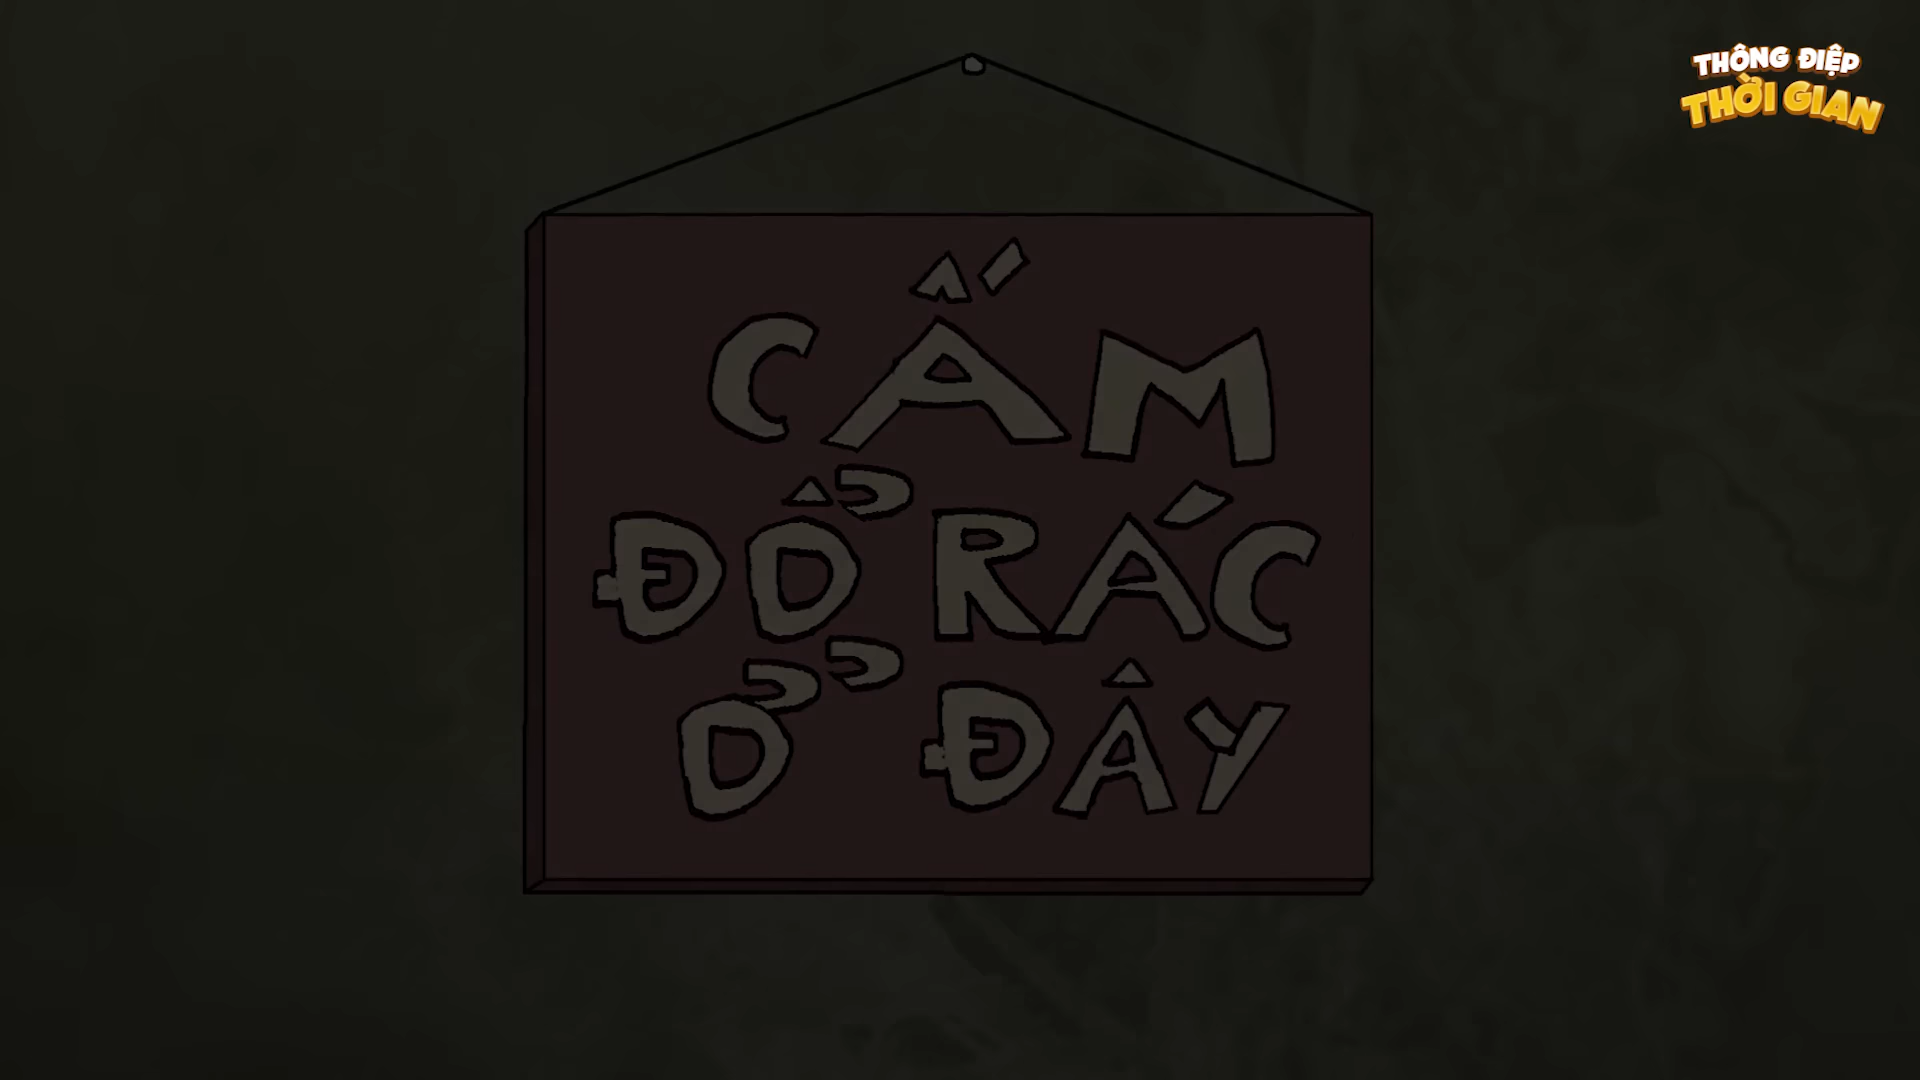 THÔNG ĐIỆP
THỜI GIAN
CẤM
ĐỔ RÁC
Ở ĐÂY